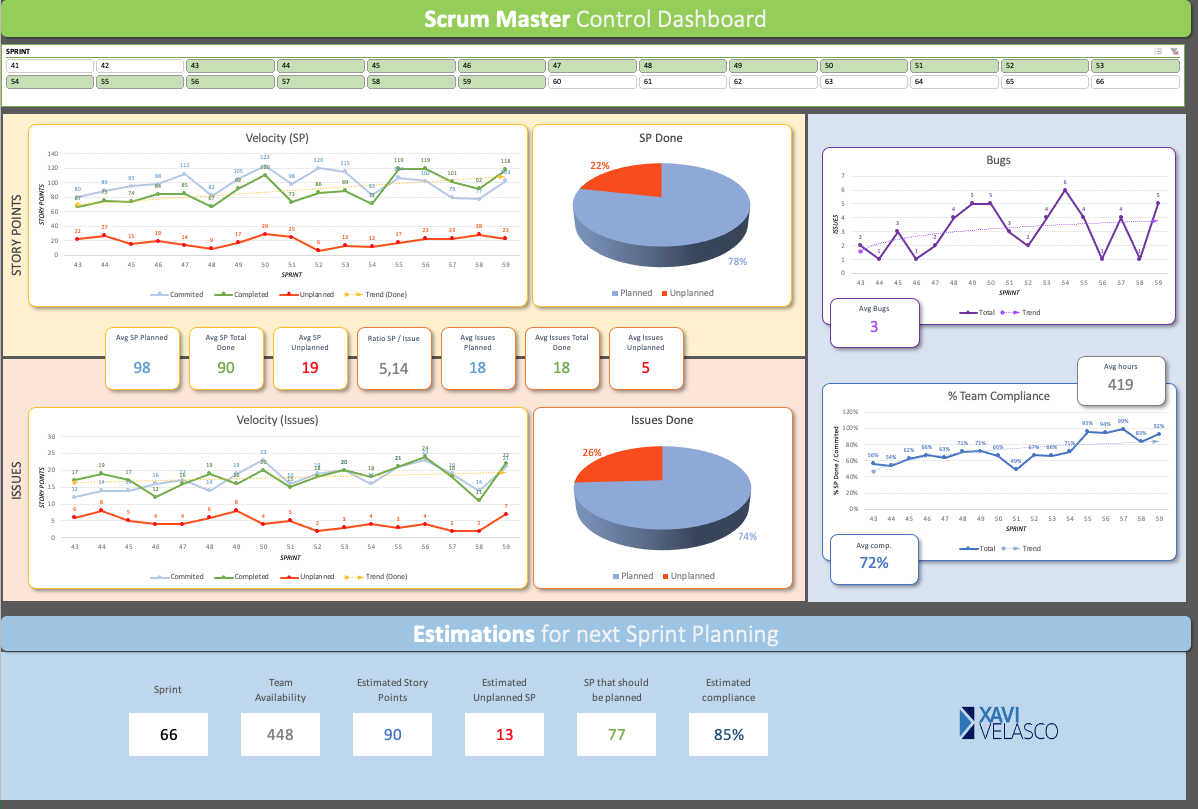 Scrum Master Control Dashboard
SPRINT
41 42 43 44 45 46 47 48 49 50 51 52 53
54 55 56 57 58 59 60 61 62 63 64 65 66
STORY POINTS
Velocity (SP)
STORY POINTS
140
120
100
80
60
40
20
0
80 89 95 98 112 82 105 123 98 120 115 83 102 79 77 103
67 75 74 84 85 67 92 110 73 86 89 71 119 119 101 92 118
22 27 15 19 14 9 17 29 25 6 13 12 17 23 23 28 23
43 44 45 46 47 48 49 50 51 52 53 54 55 56 57 58 59
SPRINT
Commited Completed Unplanned Trend (Done)
SP Done
22%
78%
Planned Unplanned
Bugs
ISSUES
7
6
5
4
3
2
1
0
2 1 3 1 2 4 5 5 3 2 4 6 4 1 4 1 5
43 44 45 46 47 48 49 50 51 52 53 54 55 56 57 58 59
SPRINT
Total Trend
Avg Bugs
3
Avg SP Planned
98
Avg SP Total Done
90
Avg SP Unplanned
19
Ratio SP / Issue
5,14
Avg Issues Planned
18
Avg Issues Total Done
18
Avg Issues Unplanned
5
Avg hours
419
ISSUES
Velocity (Issues)
STORY POINTS
30
25
20
15
10
5
0
12 14 14 16 17 14 19 23 16 19 16 19 14
17 19 17 12 16 19 16 15 18 20 18 21 24 18 11 22
6 8 5 4 4 6 8 4 5 2 3 4 3 4 2 2 7
43 44 45 46 47 48 49 50 51 52 53 54 55 56 57 58 59
SPRINT
Commited Completed Unplanned Trend (Done)
Issues Done
26%
74%
Planned Unplanned
% Team Compliance
% SP Done / Commited
120%
100%
80%
60%
40%
20%
0%
56% 54% 62% 66% 63% 71% 71% 66% 49% 67% 66% 71% 95% 94% 99% 83% 92%
43 44 45 46 47 48 49 50 51 52 53 54 55 56 57 58 59
SPRINT
Total Trend
Avg comp.
72%
Estimations for next Sprint Planning
Sprint
66
Team Availability
448
Estimated Story Points
90
Estimated Unplanned SP
13
SP that should be planned
77
Estimated compliance
85%
XAVI
VELASCO